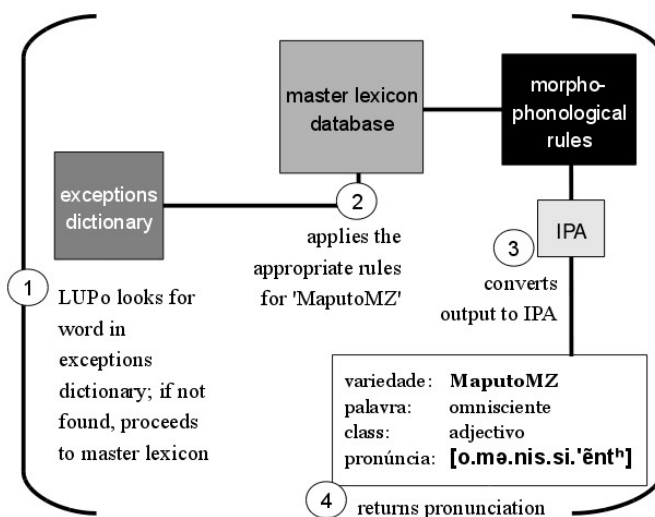 master lexicon
database
morpho-
phonological
rules
exceptions
dictionary
1
LUPo looks for
word in
exceptions
dictionary; if not
found, proceeds
to master lexicon
2
applies the
appropriate rules
for 'MaputoMZ'
IPA
3
converts
output to IPA
variedade: MaputoMZ
palavra: omnisciente
class: adjectivo
pronúncia: [o.mə.nis.si.'ẽntʰ]
4
returns pronunciation